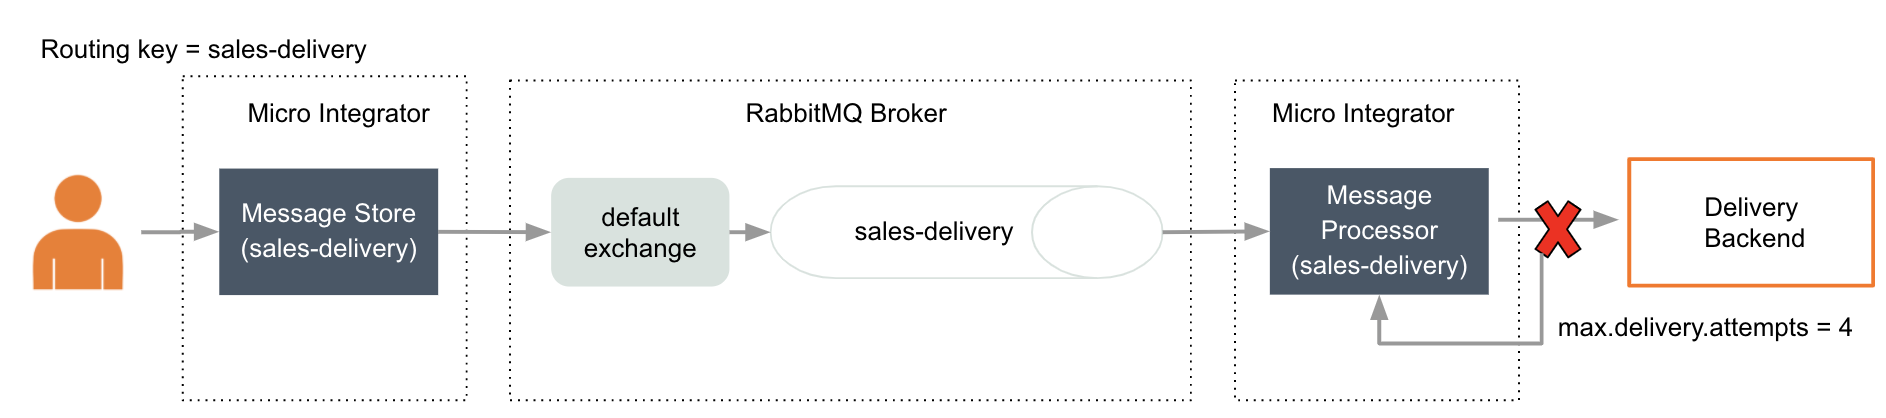 Routing key = sales-delivery
Micro Integrator
Message Store
(sales-delivery)
RabbitMQ Broker
default
exchange
sales-delivery
Micro Integrator
Message
Processor
(sales-delivery)
Delivery
Backend
max.delivery.attempts = 4